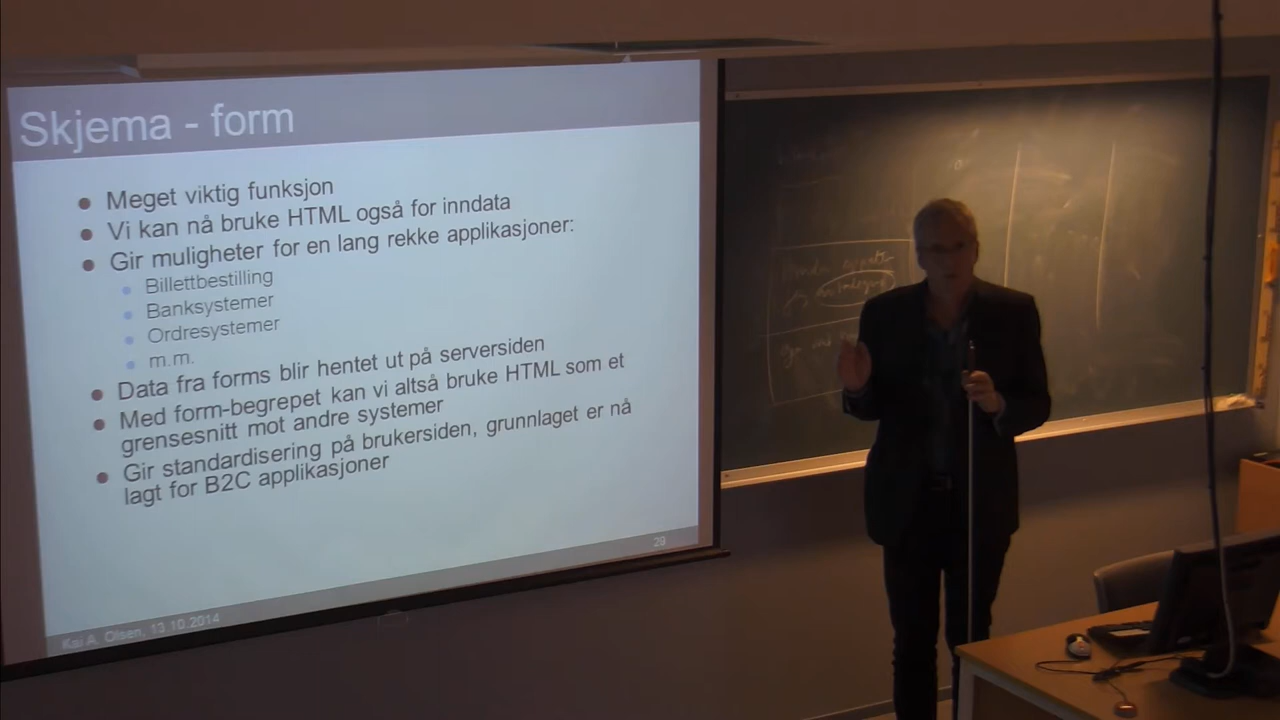 Skjema - form
Meget viktig funksjon
Vi kan nå bruke HTML også for inndata
Gir muligheter for en lang rekke applikasjoner:
Billettbestilling
Banksystemer
Ordresystemer
m.m.
Data fra forms blir hentet ut på serversiden
Med form-begrepet kan vi altså bruke HTML som et
grensesnitt mot andre systemer
Gir standardisering på brukersiden, grunnlaget er nå
lagt for B2C applikasjoner
29
Kai A. Olsen, 13.10.2014